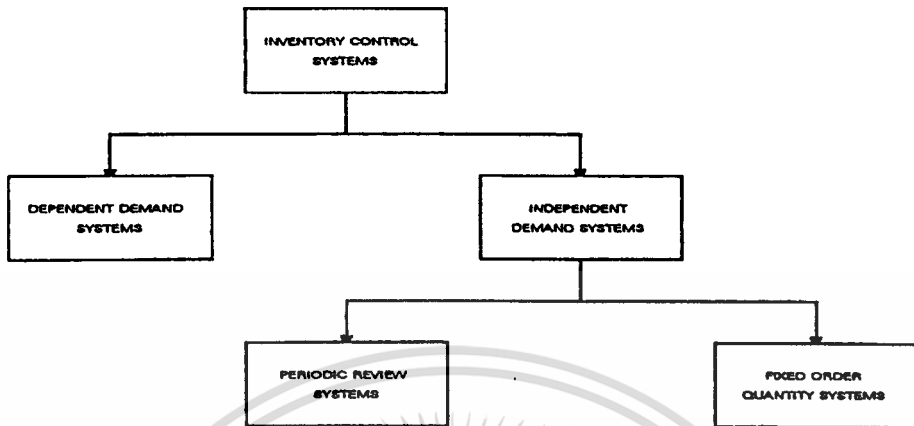 INVENTORY CONTROL
SYSTEMS
DEPENDENT DEMAND
SYSTEMS
INDEPENDENT
DEMAND SYSTEMS
PERIODIC REVIEW
SYSTEMS
FIXED ORDER
QUANTITY SYSTEMS